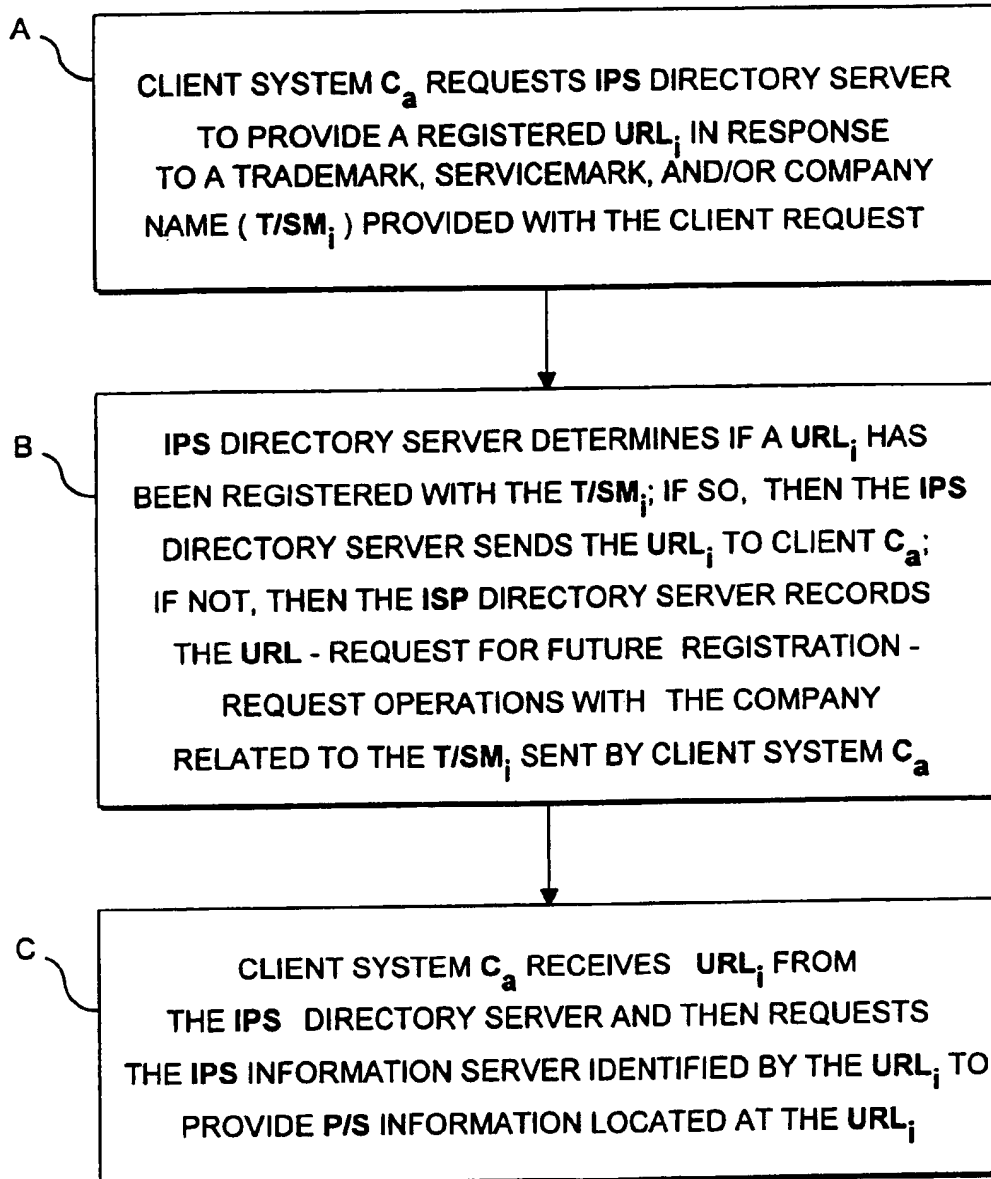 A
CLIENT SYSTEM Ca REQUESTS IPS DIRECTORY SERVER
TO PROVIDE A REGISTERED URLi IN RESPONSE
TO A TRADEMARK, SERVICEMARK, AND/OR COMPANY
NAME ( T/SMi ) PROVIDED WITH THE CLIENT REQUEST
B
IPS DIRECTORY SERVER DETERMINES IF A URLi HAS
BEEN REGISTERED WITH THE T/SMi; IF SO, THEN THE IPS
DIRECTORY SERVER SENDS THE URLi TO CLIENT Ca;
IF NOT, THEN THE ISP DIRECTORY SERVER RECORDS
THE URL - REQUEST FOR FUTURE REGISTRATION -
REQUEST OPERATIONS WITH THE COMPANY
RELATED TO THE T/SMi SENT BY CLIENT SYSTEM Ca
C
CLIENT SYSTEM Ca RECEIVES URLi FROM
THE IPS DIRECTORY SERVER AND THEN REQUESTS
THE IPS INFORMATION SERVER IDENTIFIED BY THE URLi TO
PROVIDE P/S INFORMATION LOCATED AT THE URLi